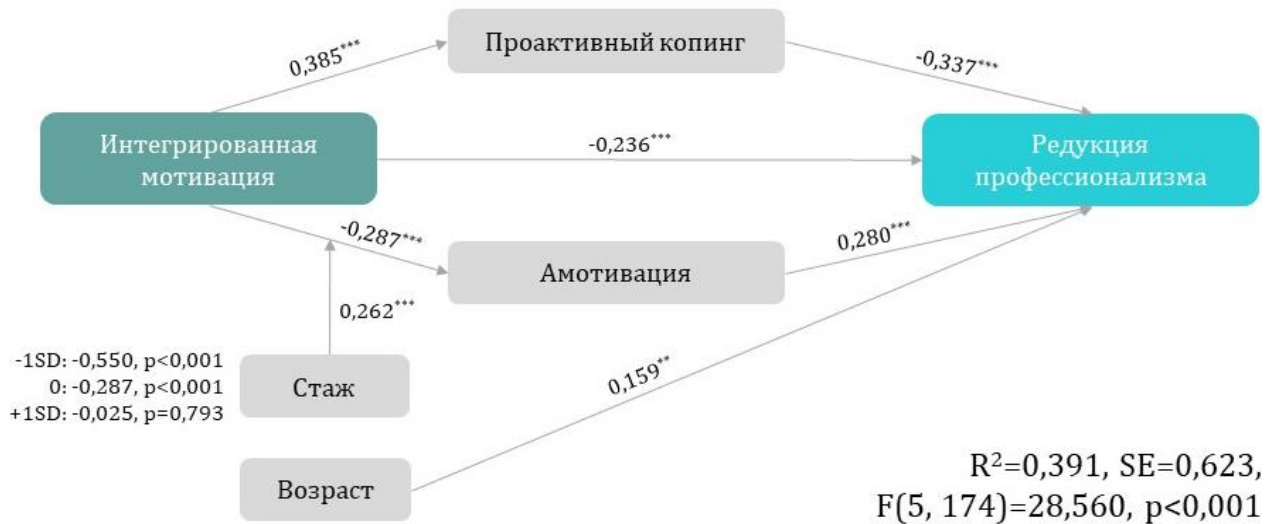 Проактивный копинг
0,385***
-0,337***
Интегрированная
мотивация
-0,236***
Редукция
профессионализма
-0,287***
Амотивация
0,280***
0,262***
-1SD: -0,550, p<0,001
0: -0,287, p<0,001
+1SD: -0,025, p=0,793
Стаж
0,159**
Возраст
R²=0,391, SE=0,623,
F(5, 174)=28,560, p<0,001